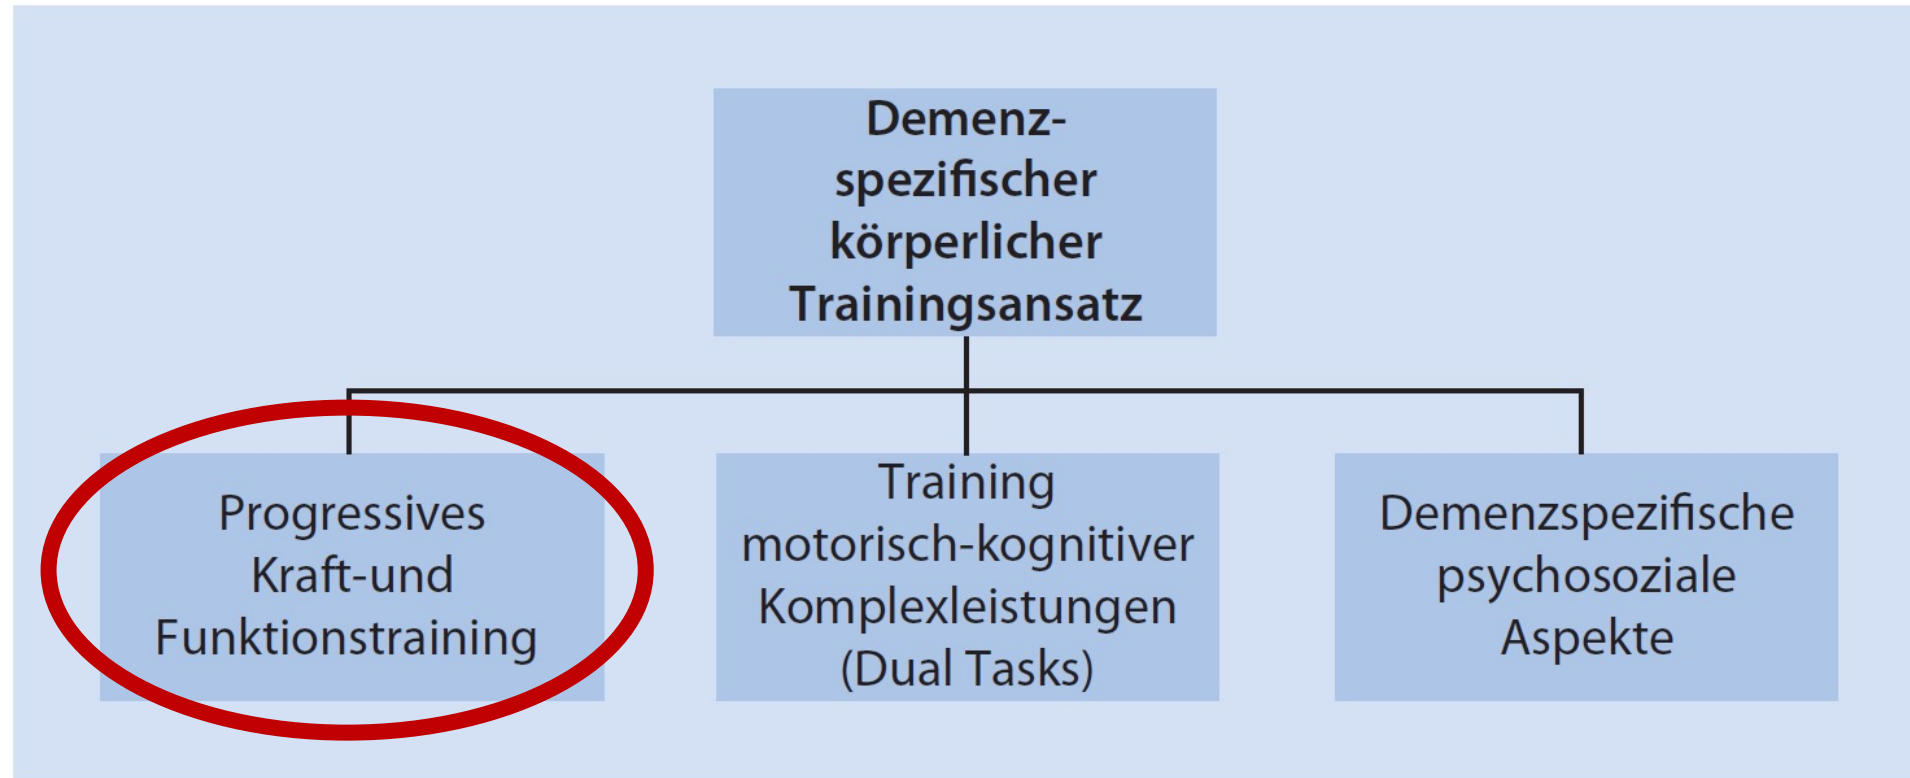 Demenz-
spezifischer
körperlicher
Trainingsansatz
Progressives
Kraft-und
Funktionstraining
Training
motorisch-kognitiver
Komplexleistungen
(Dual Tasks)
Demenzspezifische
psychosoziale
Aspekte